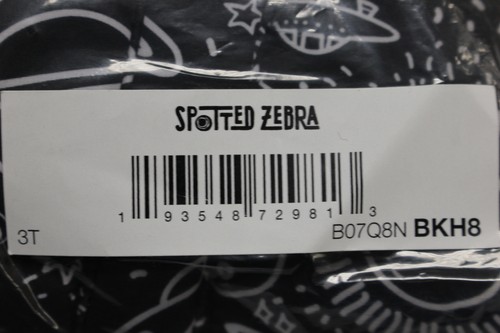 SPOTTED ZEBRA
1 93548 72981 3
3T
B07Q8N BKH8